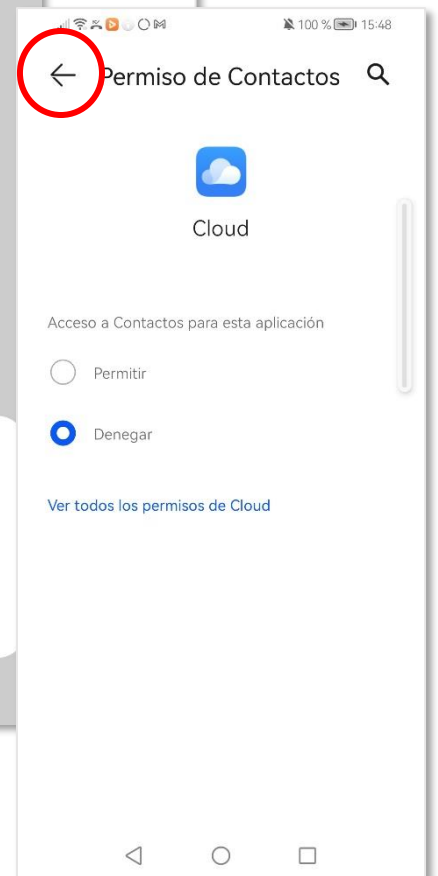 100 % 15:48
Permiso de Contactos
Cloud
Acceso a Contactos para esta aplicación
Permitir
Denegar
Ver todos los permisos de Cloud